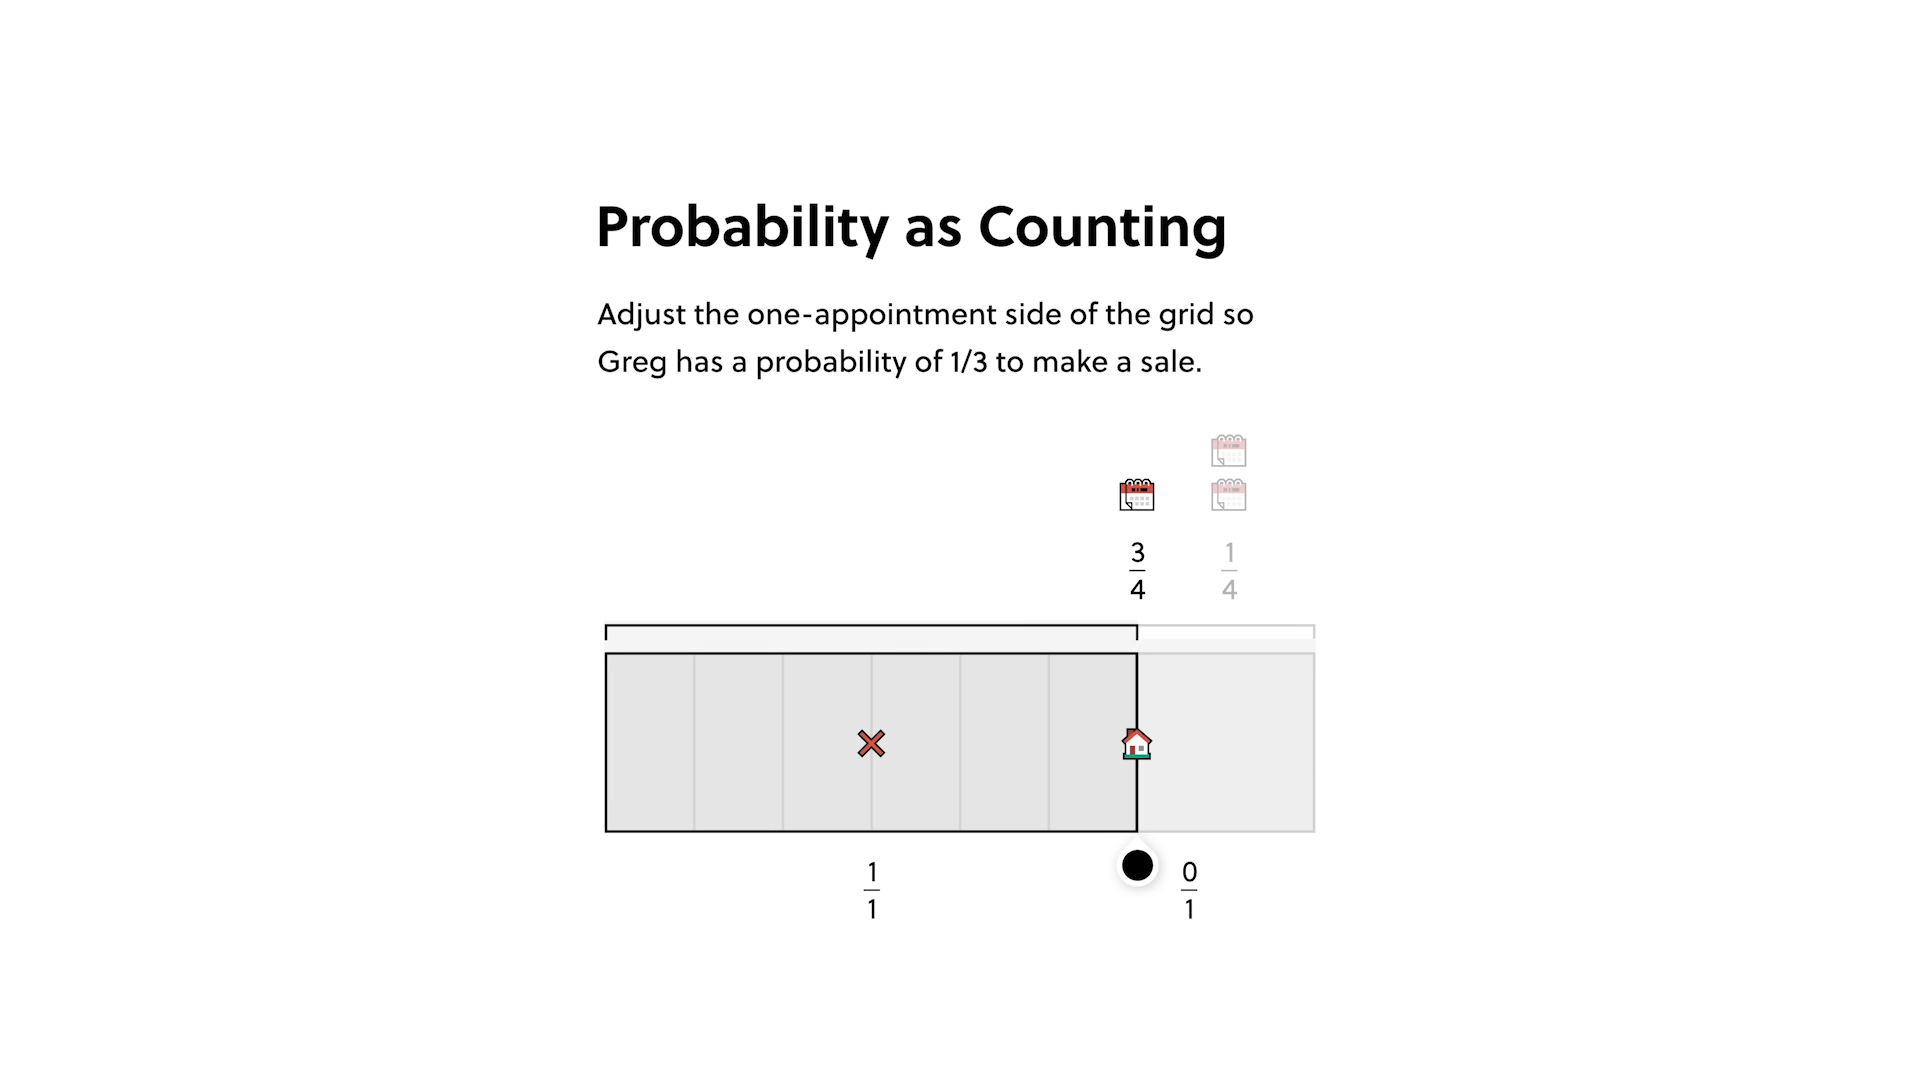 Probability as Counting
Adjust the one-appointment side of the grid so
Greg has a probability of 1/3 to make a sale.
3/4 1/4
1/1 0/1